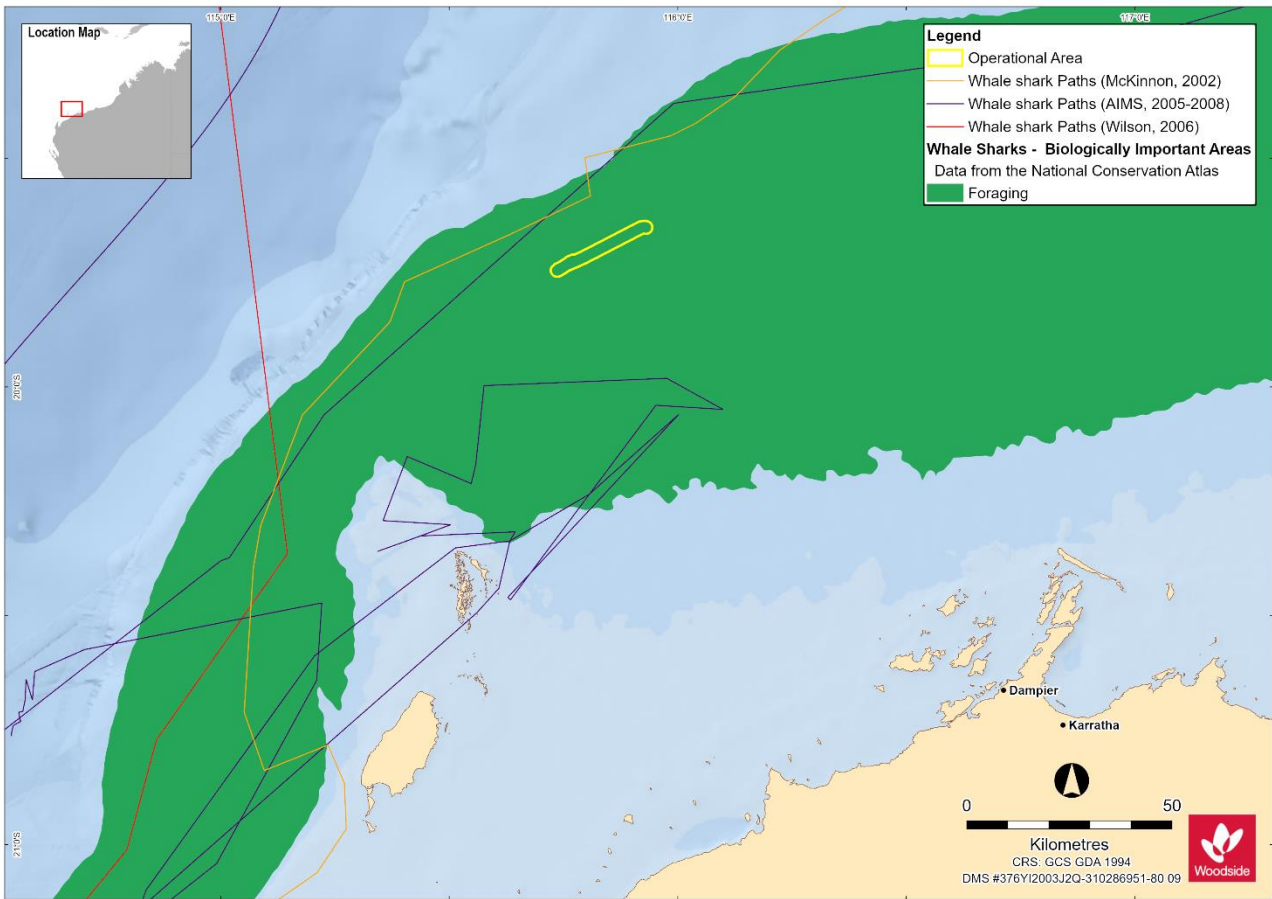 115°0'E
116°0'E
117°0'E
Location Map
Legend
Operational Area
Whale shark Paths (McKinnon, 2002)
Whale shark Paths (AIMS, 2005-2008)
Whale shark Paths (Wilson, 2006)
Whale Sharks - Biologically Important Areas
Data from the National Conservation Atlas
Foraging
20°0'S
Dampier
Karratha
21°0'S
0 50
Kilometres
CRS: GCS GDA 1994
DMS #376YI2003J2Q-310286951-80 09
Woodside